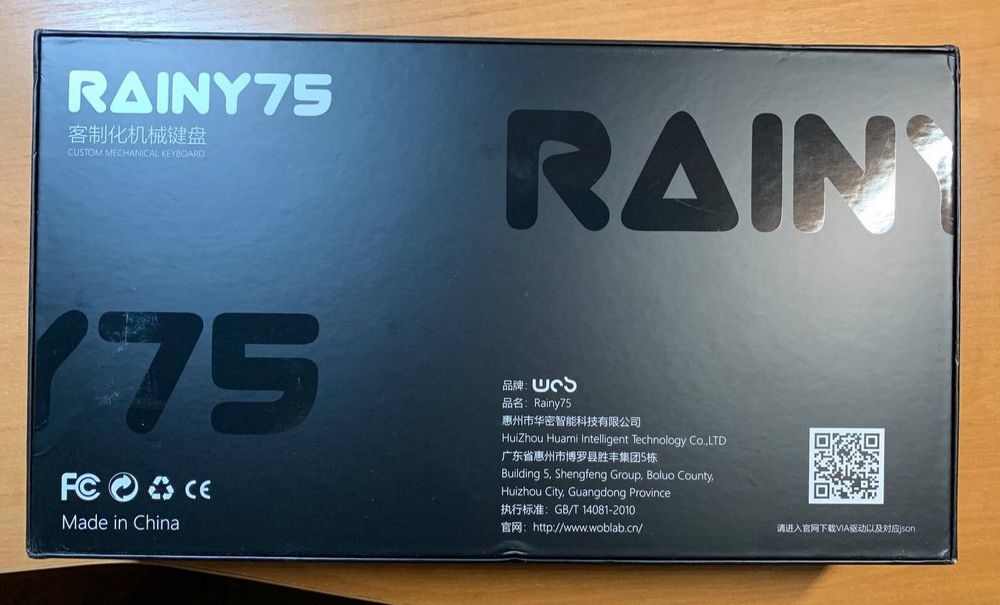 RAINY75
客制化机械键盘
CUSTOM MECHANICAL KEYBOARD
RAINY
Y75
品牌: WOB
品名: Rainy75
惠州市华密智能科技有限公司
HuiZhou Huami Intelligent Technology Co.,LTD
广东省惠州市博罗县胜丰集团5栋
Building 5, Shengfeng Group, Boluo County,
Huizhou City, Guangdong Province
执行标准: GB/T 14081-2010
官网: http://www.woblab.cn/
FC CE
Made in China
请进入官网下载VIA驱动以及对应json